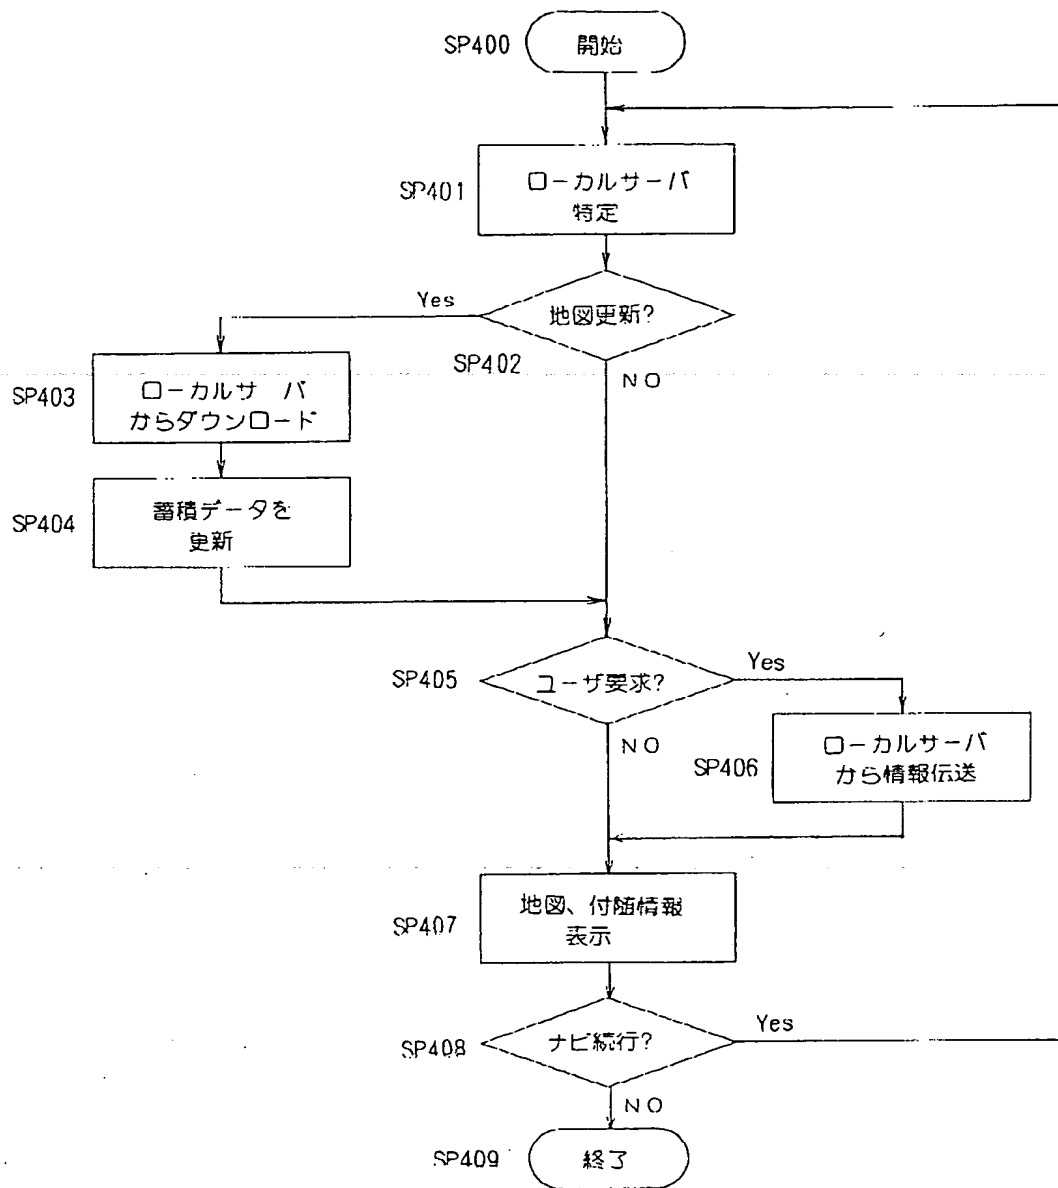 SP400
開始
SP401
ローカルサーバ
特定
Yes
地図更新?
SP402
NO
SP403
ローカルサーバ
からダウンロード
SP404
蓄積データを
更新
SP405
ユーザ要求?
Yes
NO
SP406
ローカルサーバ
から情報伝送
SP407
地図、付随情報
表示
SP408
ナビ続行?
Yes
NO
SP409
終了